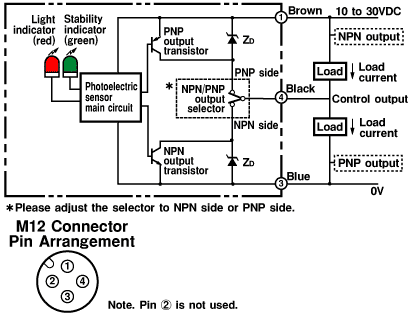 Light indicator (red)
Stability indicator (green)
PNP output transistor
ZD
Brown
10 to 30VDC
1
NPN output
Load
Load current
PNP side
Photoelectric sensor main circuit
*
NPN/PNP output selector
Black
4
Control output
NPN side
Load
Load current
NPN output transistor
ZD
PNP output
Blue
3
0V
*Please adjust the selector to NPN side or PNP side.
M12 Connector
Pin Arrangement
1
2
4
3
Note. Pin ② is not used.